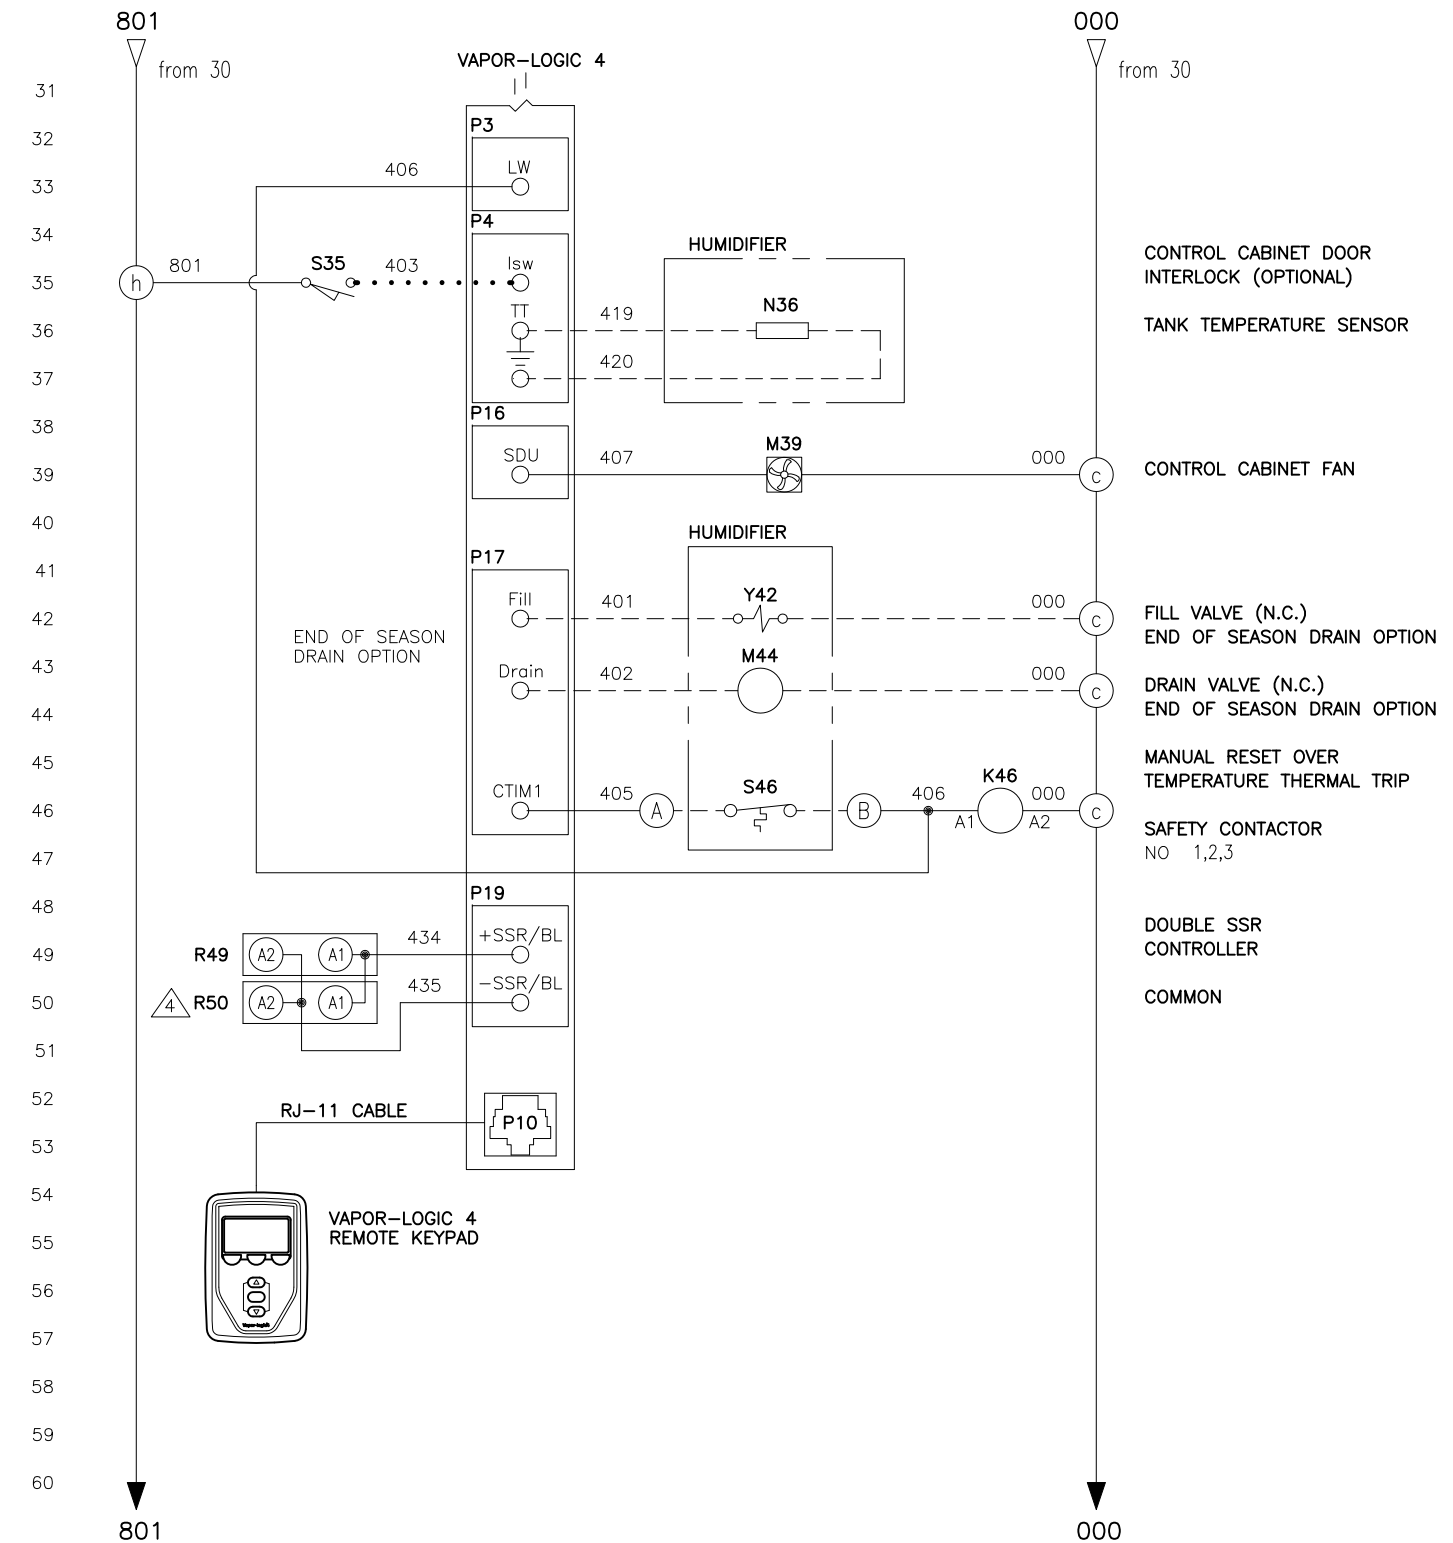 801
000
from 30
from 30
VAPOR-LOGIC 4
31
P3
32
LW
406
33
P4
34
HUMIDIFIER
CONTROL CABINET DOOR
INTERLOCK (OPTIONAL)
h
801
S35
403
Isw
35
N36
TT
419
36
TANK TEMPERATURE SENSOR
420
37
P16
38
M39
SDU
407
000
c
39
CONTROL CABINET FAN
40
HUMIDIFIER
P17
41
Fill
401
Y42
000
c
42
FILL VALVE (N.C.)
END OF SEASON DRAIN OPTION
END OF SEASON
DRAIN OPTION
43
M44
Drain
402
000
c
DRAIN VALVE (N.C.)
END OF SEASON DRAIN OPTION
44
45
MANUAL RESET OVER
TEMPERATURE THERMAL TRIP
CTIM1
405
A
S46
B
406
K46
000
A1
A2
c
46
SAFETY CONTACTOR
NO 1,2,3
47
P19
48
DOUBLE SSR
CONTROLLER
R49
A2
A1
434
+SSR/BL
49
4
R50
A2
A1
435
-SSR/BL
50
COMMON
51
52
RJ-11 CABLE
P10
53
54
VAPOR-LOGIC 4
REMOTE KEYPAD
55
56
Vapor-logic4
57
58
59
60
801
000